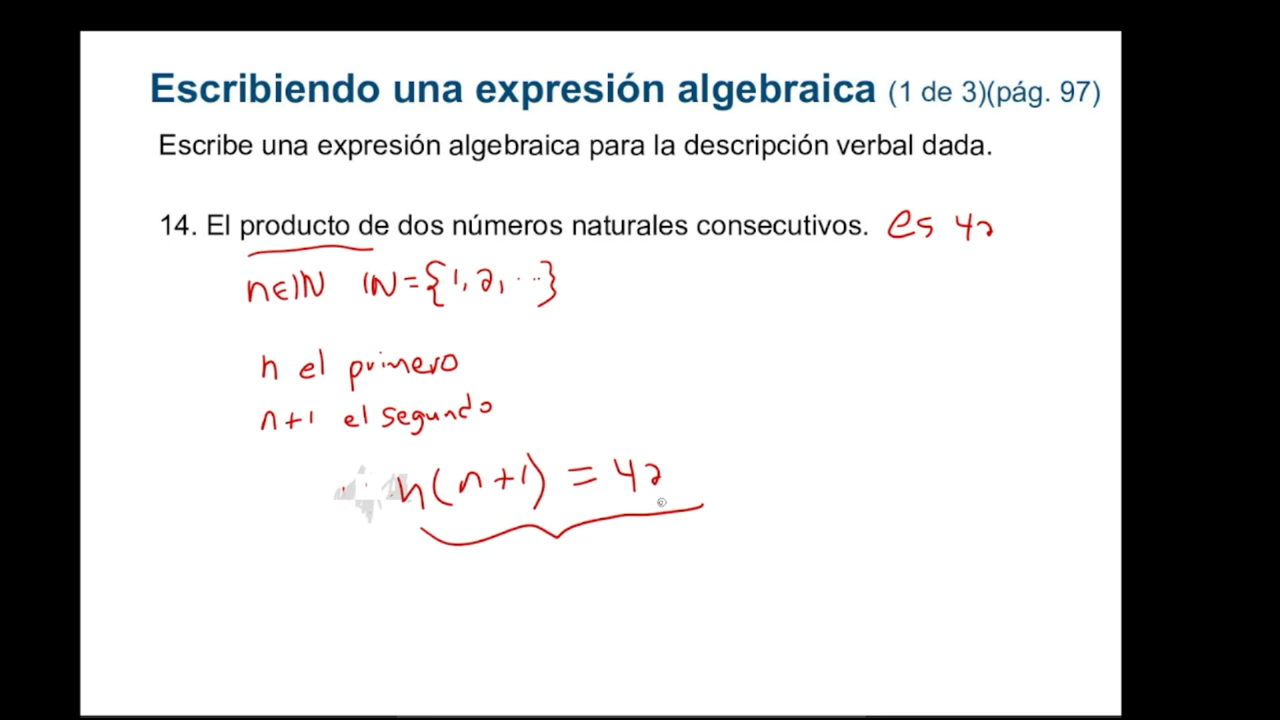 Escribiendo una expresión algebraica (1 de 3)(pág. 97)
Escribe una expresión algebraica para la descripción verbal dada.
14. El producto de dos números naturales consecutivos. es 42
n∈ℕ ℕ={1,2,...}
n el primero
n+1 el segundo
n(n+1) = 42